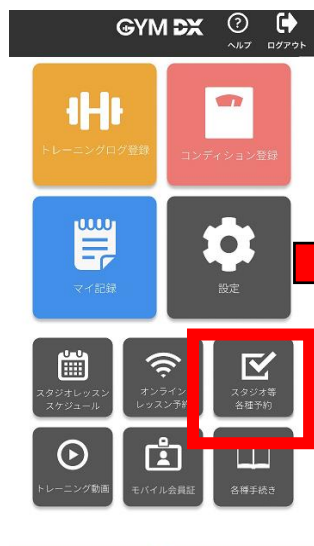 GYM DX
ヘルプ
ログアウト
トレーニングログ登録
コンディション登録
マイ記録
設定
スタジオレッスン
スケジュール
オンライン
レッスン予約
スタジオ等
各種予約
トレーニング動画
モバイル会員証
各種手続き